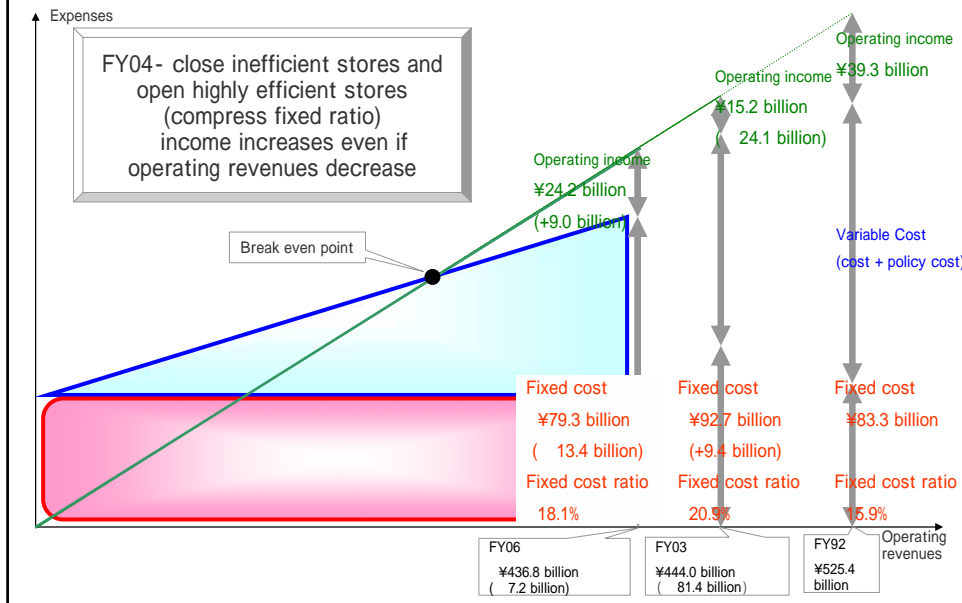 Expenses
FY04- close inefficient stores and
open highly efficient stores
(compress fixed ratio)
income increases even if
operating revenues decrease
Break even point
Operating income
¥24.2 billion
(+9.0 billion)
Operating income
¥15.2 billion
( 24.1 billion)
Operating income
¥39.3 billion
Variable Cost
(cost + policy cost)
Fixed cost
¥79.3 billion
( 13.4 billion)
Fixed cost ratio
18.1%
Fixed cost
¥92.7 billion
(+9.4 billion)
Fixed cost ratio
20.9%
Fixed cost
¥83.3 billion
Fixed cost ratio
15.9%
Operating
revenues
FY06
¥436.8 billion
( 7.2 billion)
FY03
¥444.0 billion
( 81.4 billion)
FY92
¥525.4
billion